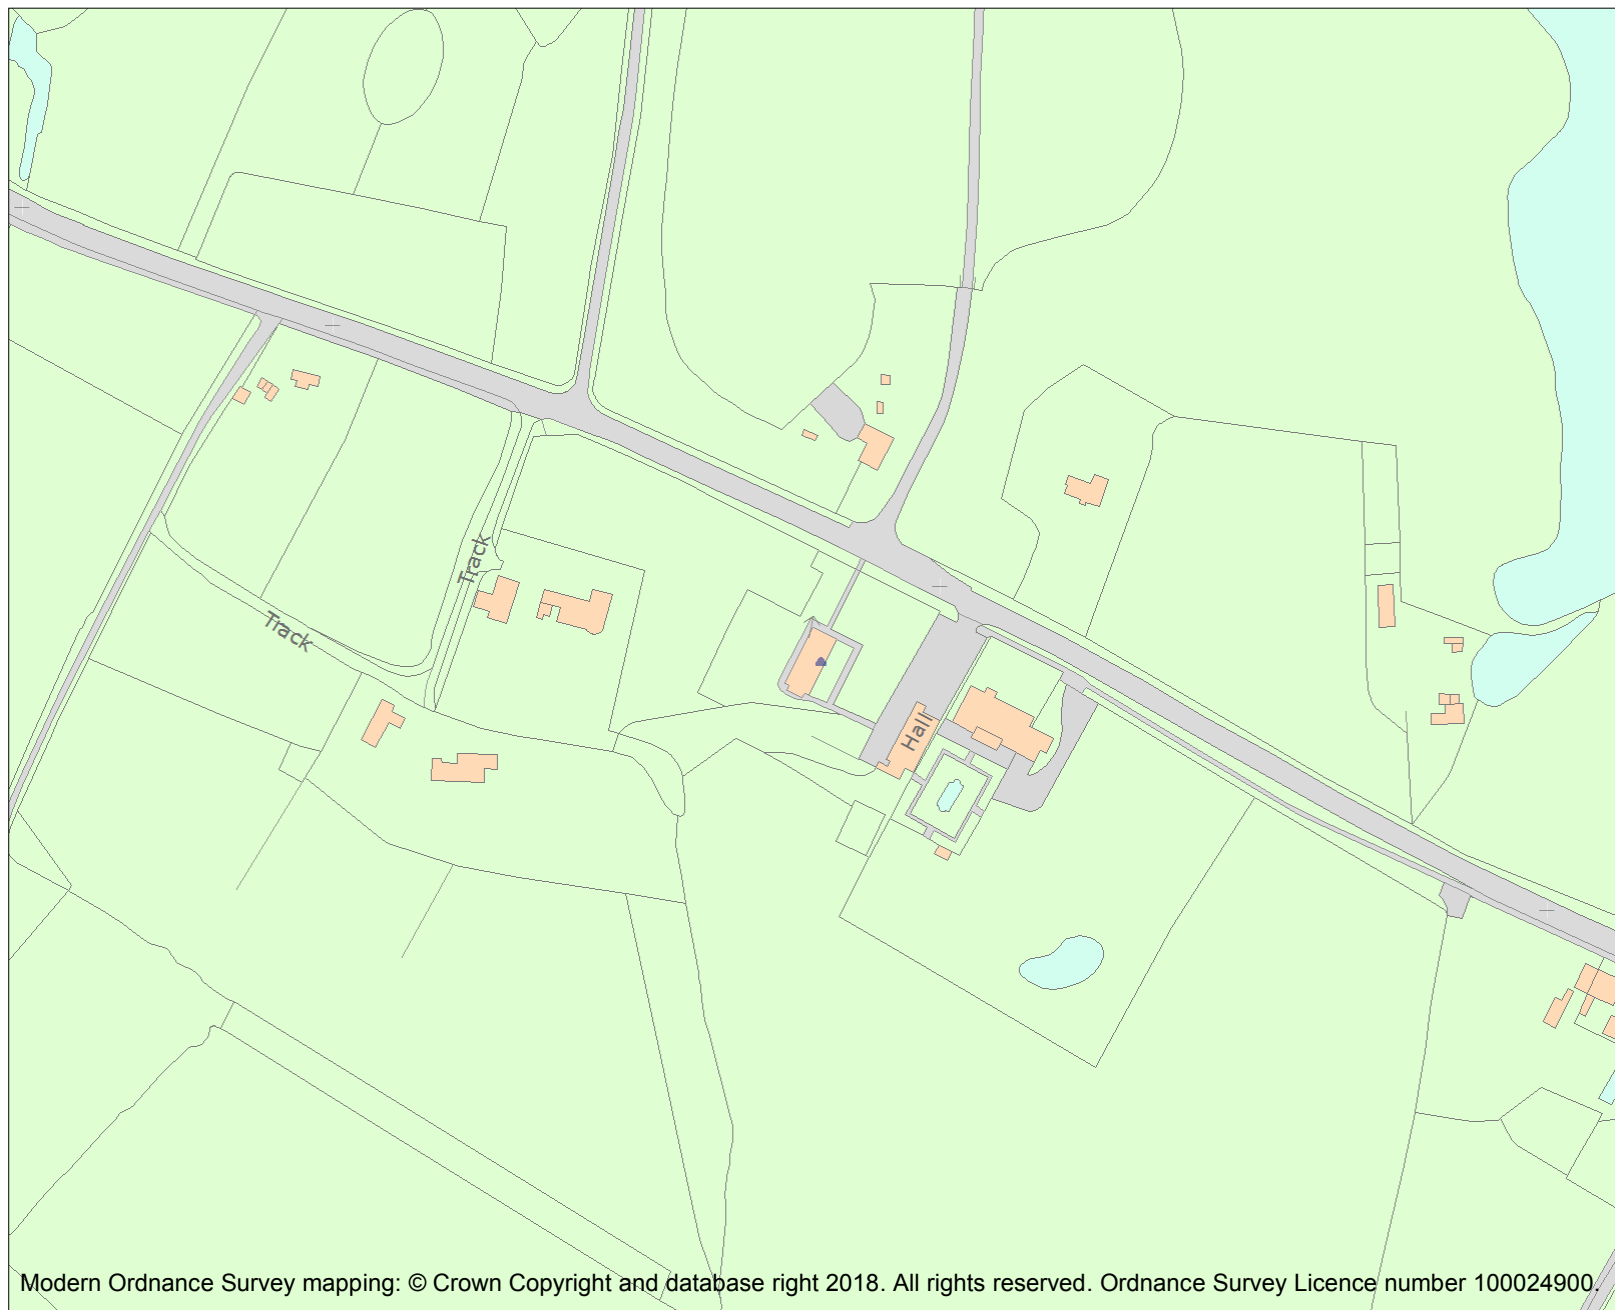 Track
Track
Hall
Modern Ordnance Survey mapping: © Crown Copyright and database right 2018. All rights reserved. Ordnance Survey Licence number 100024900.